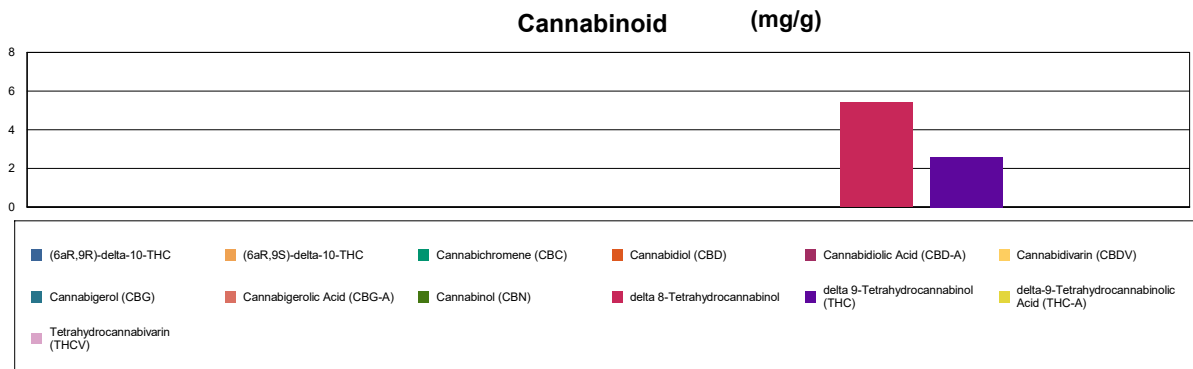 Cannabinoid (mg/g)
8
6
4
2
0
(6aR,9R)-delta-10-THC
(6aR,9S)-delta-10-THC
Cannabichromene (CBC)
Cannabidiol (CBD)
Cannabidiolic Acid (CBD-A)
Cannabidivarin (CBDV)
Cannabigerol (CBG)
Cannabigerolic Acid (CBG-A)
Cannabinol (CBN)
delta 8-Tetrahydrocannabinol
delta 9-Tetrahydrocannabinol
(THC)
delta-9-Tetrahydrocannabinolic
Acid (THC-A)
Tetrahydrocannabivarin
(THCV)